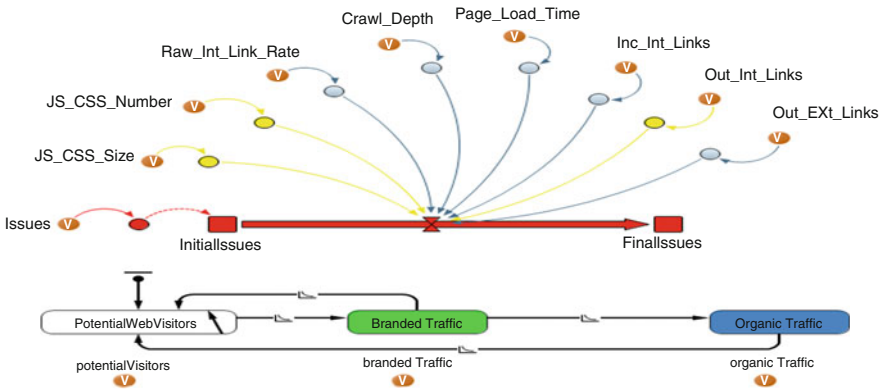 Page_Load_Time
Crawl_Depth
V
V
Raw_Int_Link_Rate
Inc_Int_Links
V
V
Out_Int_Links
JS_CSS_Number
V
V
Out_EXt_Links
V
JS_CSS_Size
V
Issues
V
InitialIssues
FinalIssues
PotentialWebVisitors
Branded Traffic
Organic Traffic
potentialVisitors
branded Traffic
organic Traffic
V
V
V